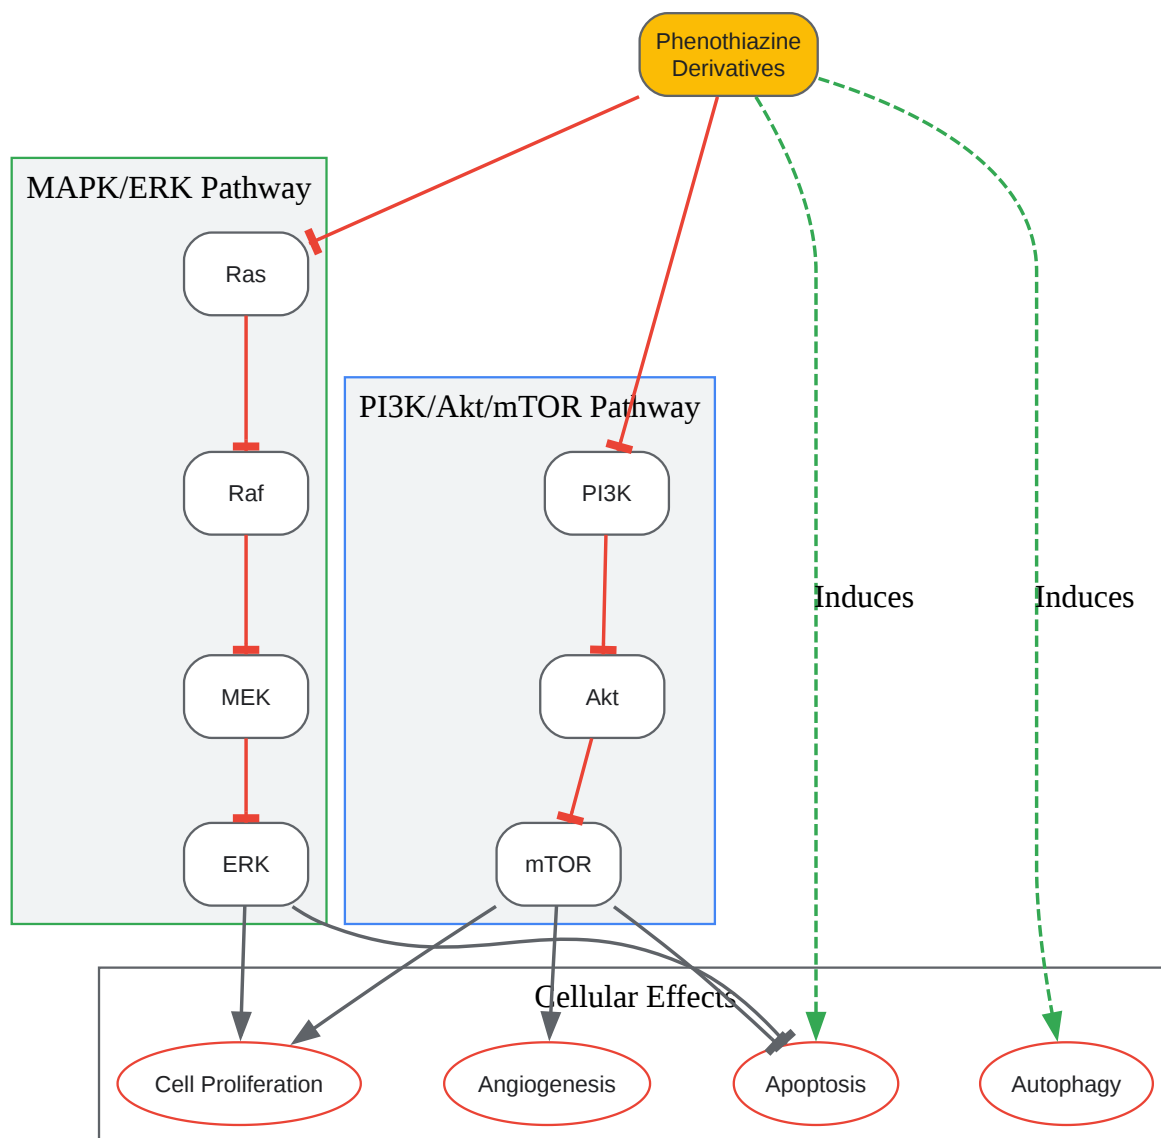 Phenothiazine
Derivatives
MAPK/ERK Pathway
Ras
PI3K/Akt/mTOR Pathway
Raf
PI3K
Induces
Induces
MEK
Akt
ERK
mTOR
Cellular Effects
Cell Proliferation
Angiogenesis
Apoptosis
Autophagy